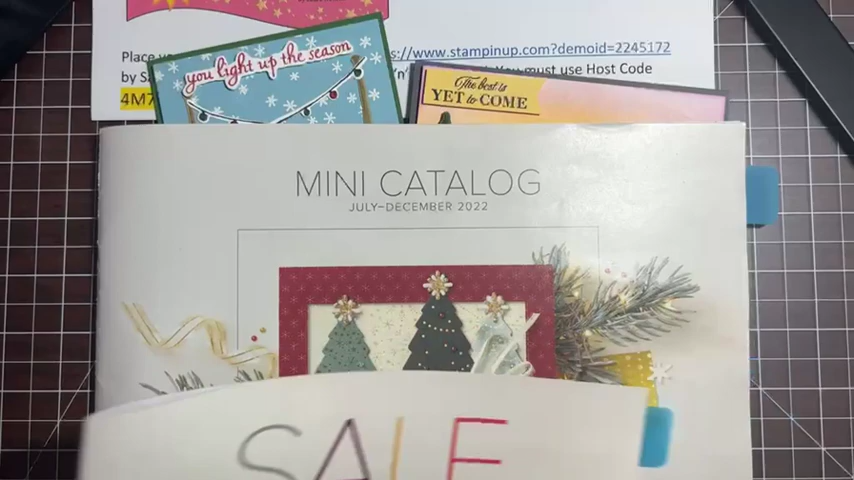 Place
s://www.stampinup.com?demoid=2245172
by
You must use Host Code
4M7
you light up the season
The best is
YET to COME
MINI CATALOG
JULY–DECEMBER 2022
SALE